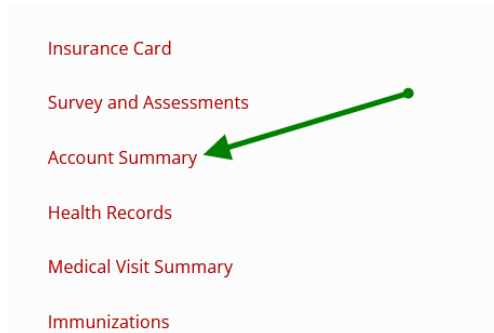 Insurance Card
Survey and Assessments
Account Summary
Health Records
Medical Visit Summary
Immunizations